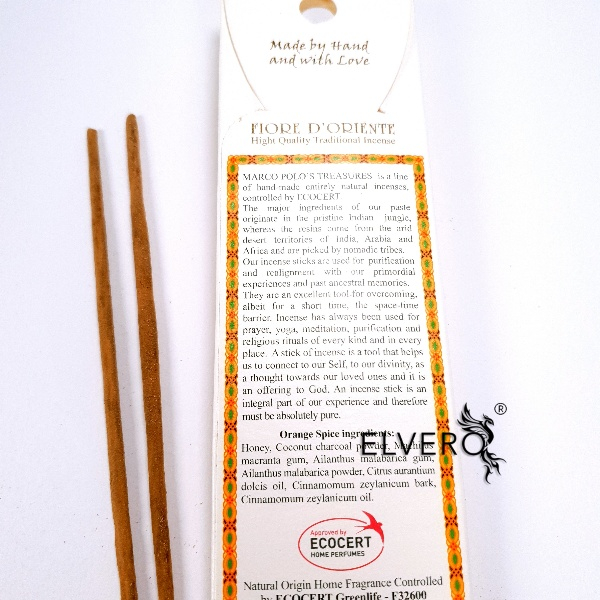 Made by Hand
and with Love
FIORE D'ORIENTE
Hight Quality Traditional Incense
MARCO POLO'S TREASURES is a line
of hand-made entirely natural incenses,
controlled by ECOCERT
The major ingredients of our paste
originate in the pristine Indian jungle,
whereas the resins come from the arid
desert territories of India, Arabia and
Africa and are picked by nomadic tribes.
Our incense sticks are used for purification
and realignment with our primordial
experiences and past ancestral memories.
They are an excellent tool for overcoming,
albeit for a short time, the space-time
barrier. Incense has always been used for
prayer, yoga, meditation, purification and
religious rituals of every kind and in every
place. A stick of incense is a tool that helps
us to connect to our Self, to our divinity, as
a thought towards our loved ones and it is
an offering to God. An incense stick is an
integral part of our experience and therefore
must be absolutely pure.
Orange Spice ingredients:
Honey, Coconut charcoal powder,
macranta gum, Ailanthus malabarica gum,
Ailanthus malabarica powder, Citrus aurantium
dolcis oil, Cinnamomum zeylanicum bark,
Cinnamomum zeylanicum oil.
ELVERO ®
Approved by
ECOCERT
HOME PERFUMES
Natural Origin Home Fragrance Controlled
by ECOCERT Greenlife - F32600